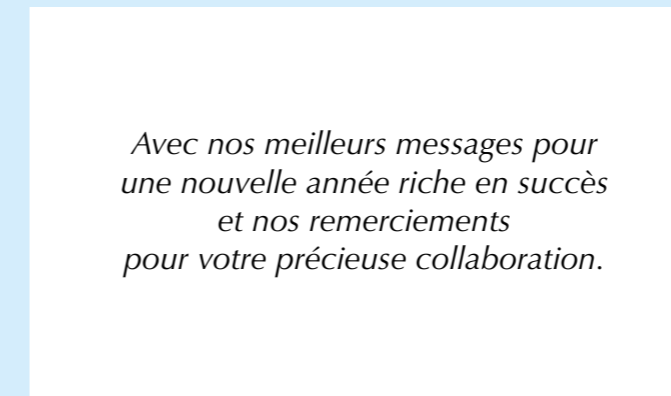 Avec nos meilleurs messages pour
une nouvelle année riche en succès
et nos remerciements
pour votre précieuse collaboration.